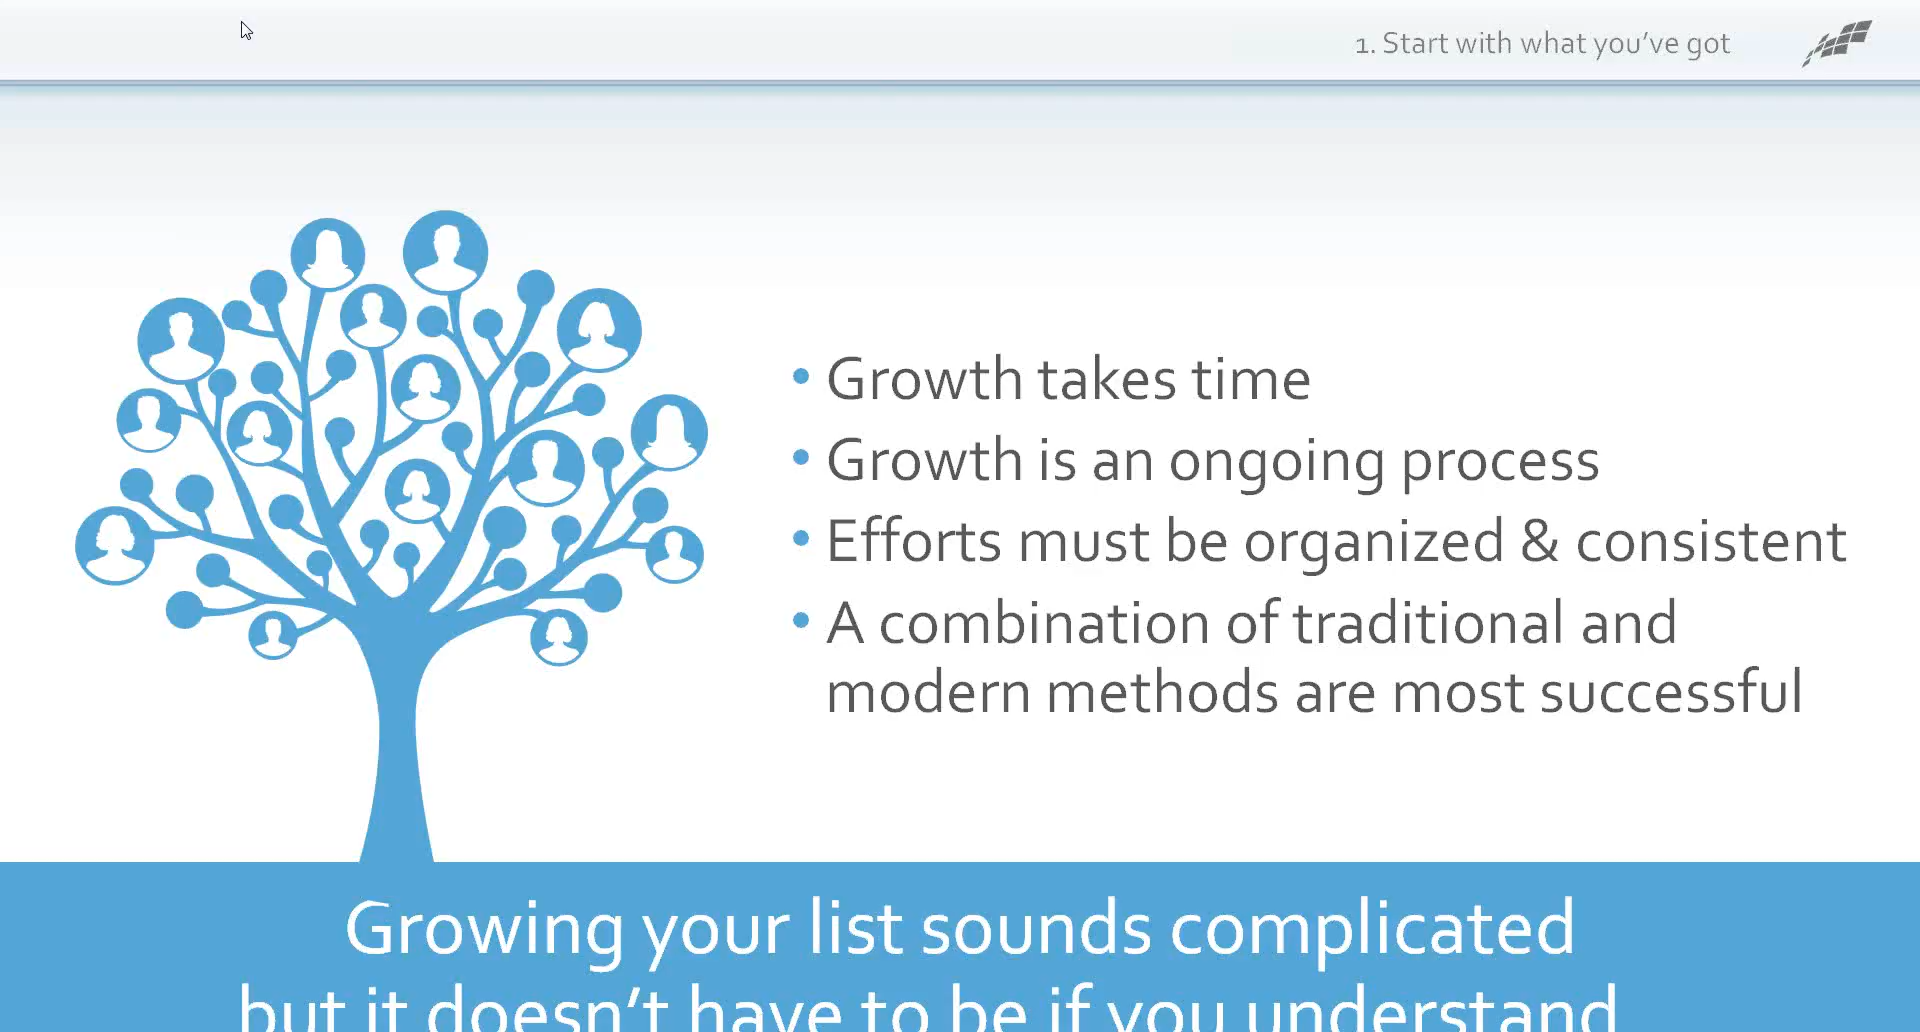 1. Start with what you've got
• Growth takes time
• Growth is an ongoing process
• Efforts must be organized & consistent
• A combination of traditional and
modern methods are most successful
Growing your list sounds complicated
but it doesn't have to be if you understand